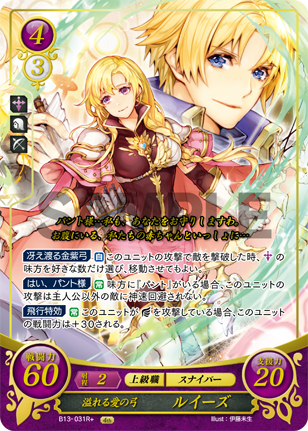 4
3
SAMPLE
パント様…私も、あなたをお守りしますわ。
お腹にいる、私たちの赤ちゃんといっしょに…
冴え渡る金紫弓 自 このユニットの攻撃で敵を撃破した時、の
味方を好きな数だけ選び、移動させてもよい。
はい、パント様 常 味方に『パント』がいる場合、このユニットの
攻撃は主人公以外の敵に神速回避されない。
飛行特効 常 このユニットがを攻撃している場合、このユニット
の戦闘力は+30される。
戦闘力 60
射程 2 上級職 スナイパー
支援力 20
溢れる愛の弓 ルイーズ
B13-031R+ Illust:伊藤未生